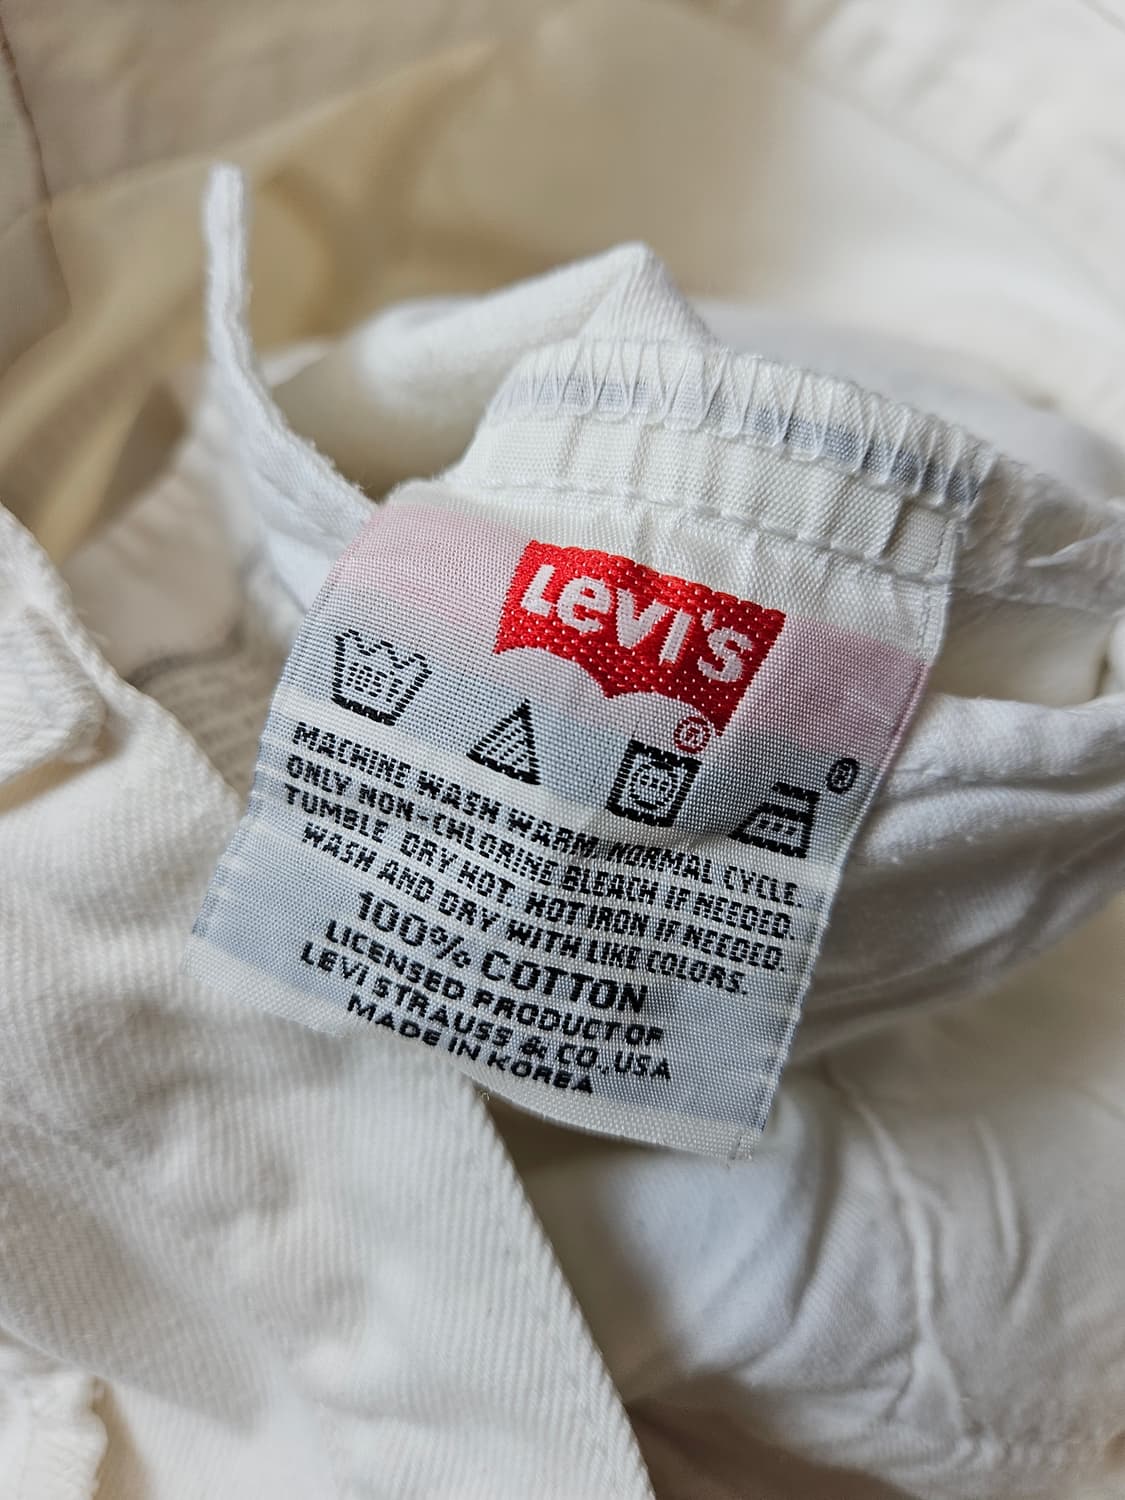 Levi's
®
®
MACHINE WASH WARM, NORMAL CYCLE.
ONLY NON-CHLORINE BLEACH IF NEEDED.
TUMBLE DRY HOT. HOT IRON IF NEEDED.
WASH AND DRY WITH LIKE COLORS.
100% COTTON
LICENSED PRODUCT OF
LEVI STRAUSS & CO., USA
MADE IN KOREA